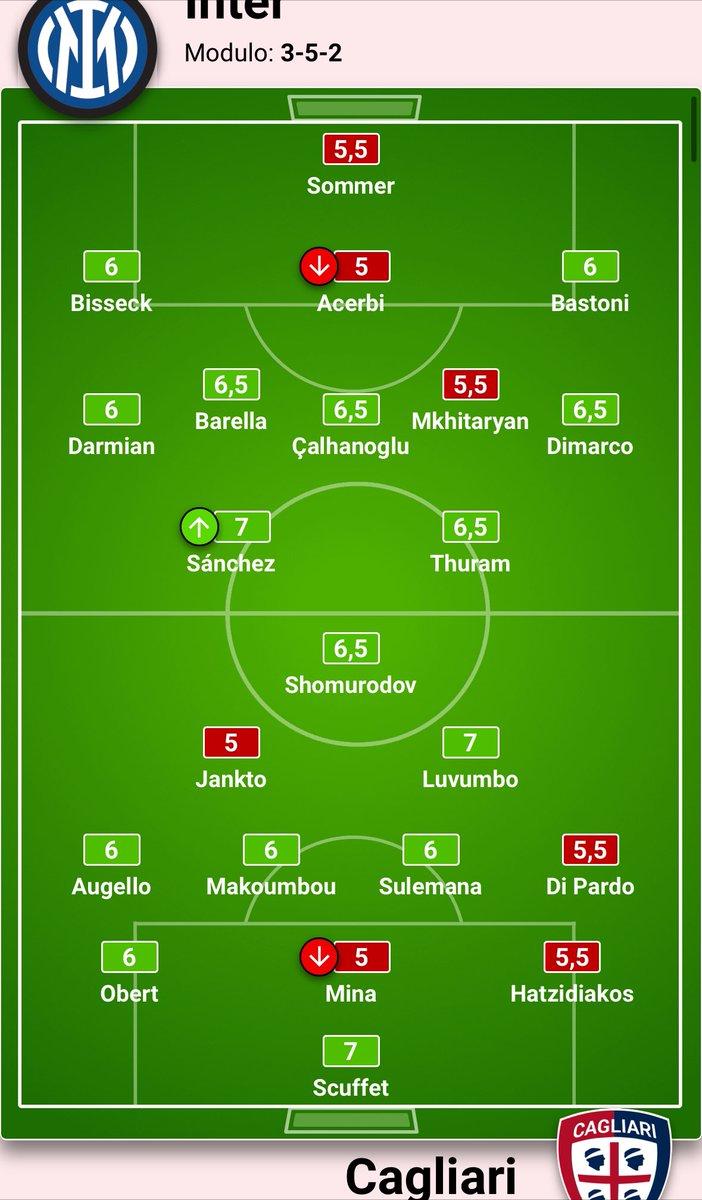 Inter
Modulo: 3-5-2
5,5
Sommer
6
5
6
Bisseck
Acerbi
Bastoni
6
6,5
6,5
5,5
6,5
Darmian
Barella
Çalhanoglu
Mkhitaryan
Dimarco
7
6,5
Sánchez
Thuram
6,5
Shomurodov
5
7
Jankto
Luvumbo
6
6
6
5,5
Augello
Makoumbou
Sulemana
Di Pardo
6
5
5,5
Obert
Mina
Hatzidiakos
7
Scuffet
CAGLIARI
Cagliari